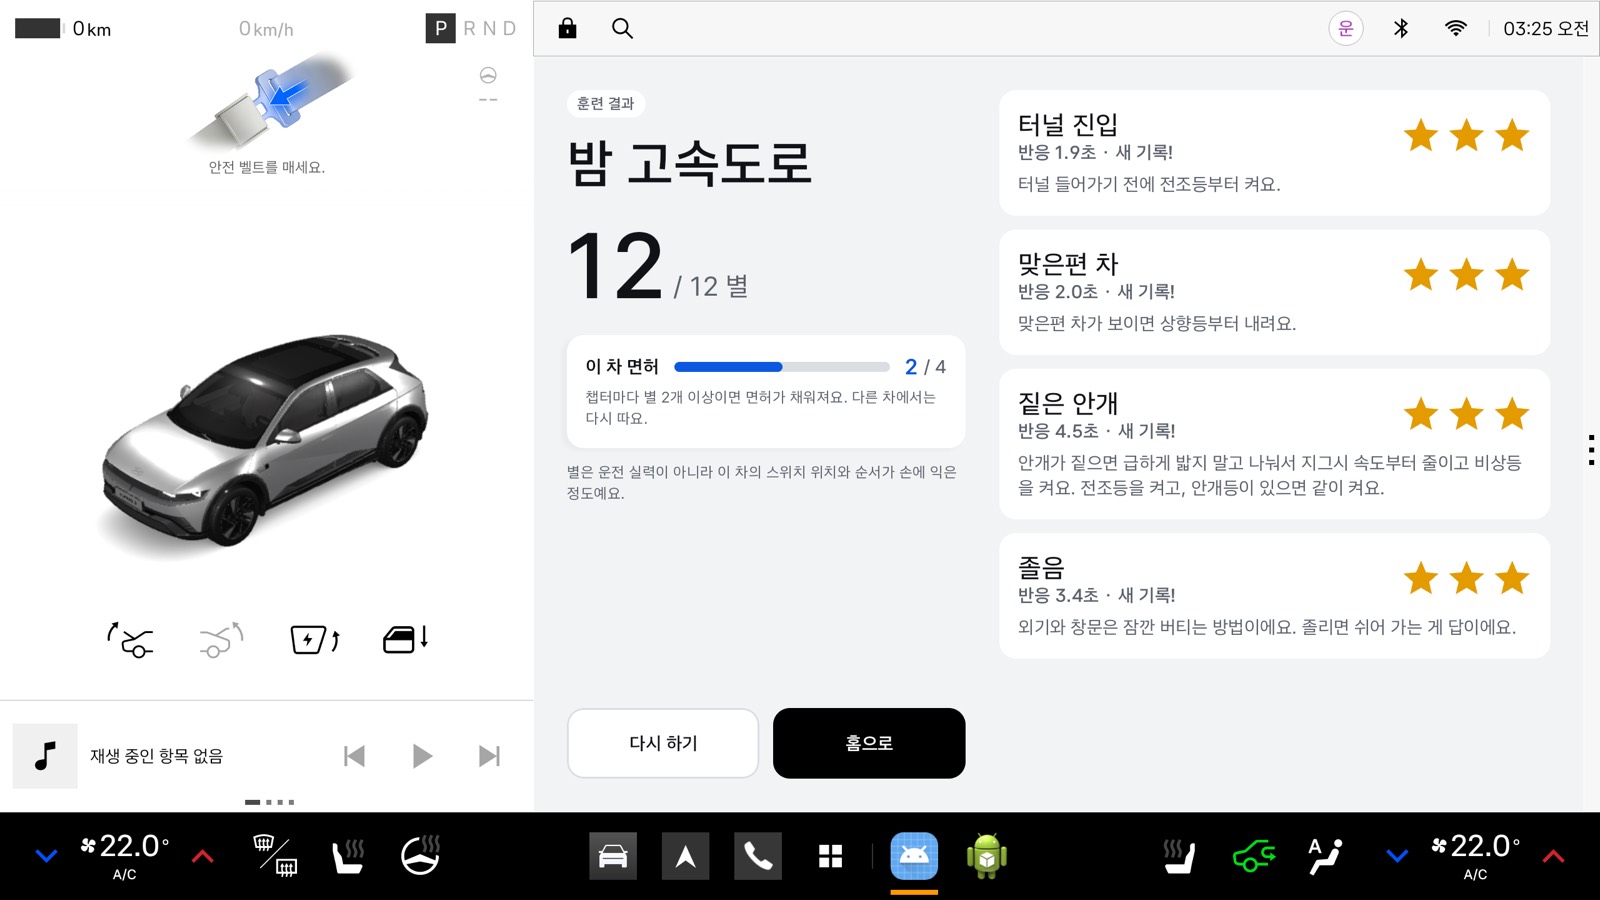 0 km
0 km/h
P R N D
안전 벨트를 매세요.
재생 중인 항목 없음
운
03:25 오전
훈련 결과
밤 고속도로
12 / 12 별
이 차 면허 2 / 4
챕터마다 별 2개 이상이면 면허가 채워져요. 다른 차에서는
다시 따요.
별은 운전 실력이 아니라 이 차의 스위치 위치와 순서가 손에 익은
정도예요.
다시 하기
홈으로
터널 진입
반응 1.9초 · 새 기록!
터널 들어가기 전에 전조등부터 켜요.
맞은편 차
반응 2.0초 · 새 기록!
맞은편 차가 보이면 상향등부터 내려요.
짙은 안개
반응 4.5초 · 새 기록!
안개가 짙으면 급하게 밟지 말고 나눠서 지그시 속도부터 줄이고 비상등
을 켜요. 전조등을 켜고, 안개등이 있으면 같이 켜요.
졸음
반응 3.4초 · 새 기록!
외기와 창문은 잠깐 버티는 방법이에요. 졸리면 쉬어 가는 게 답이에요.
22.0°
A/C
A
22.0°
A/C